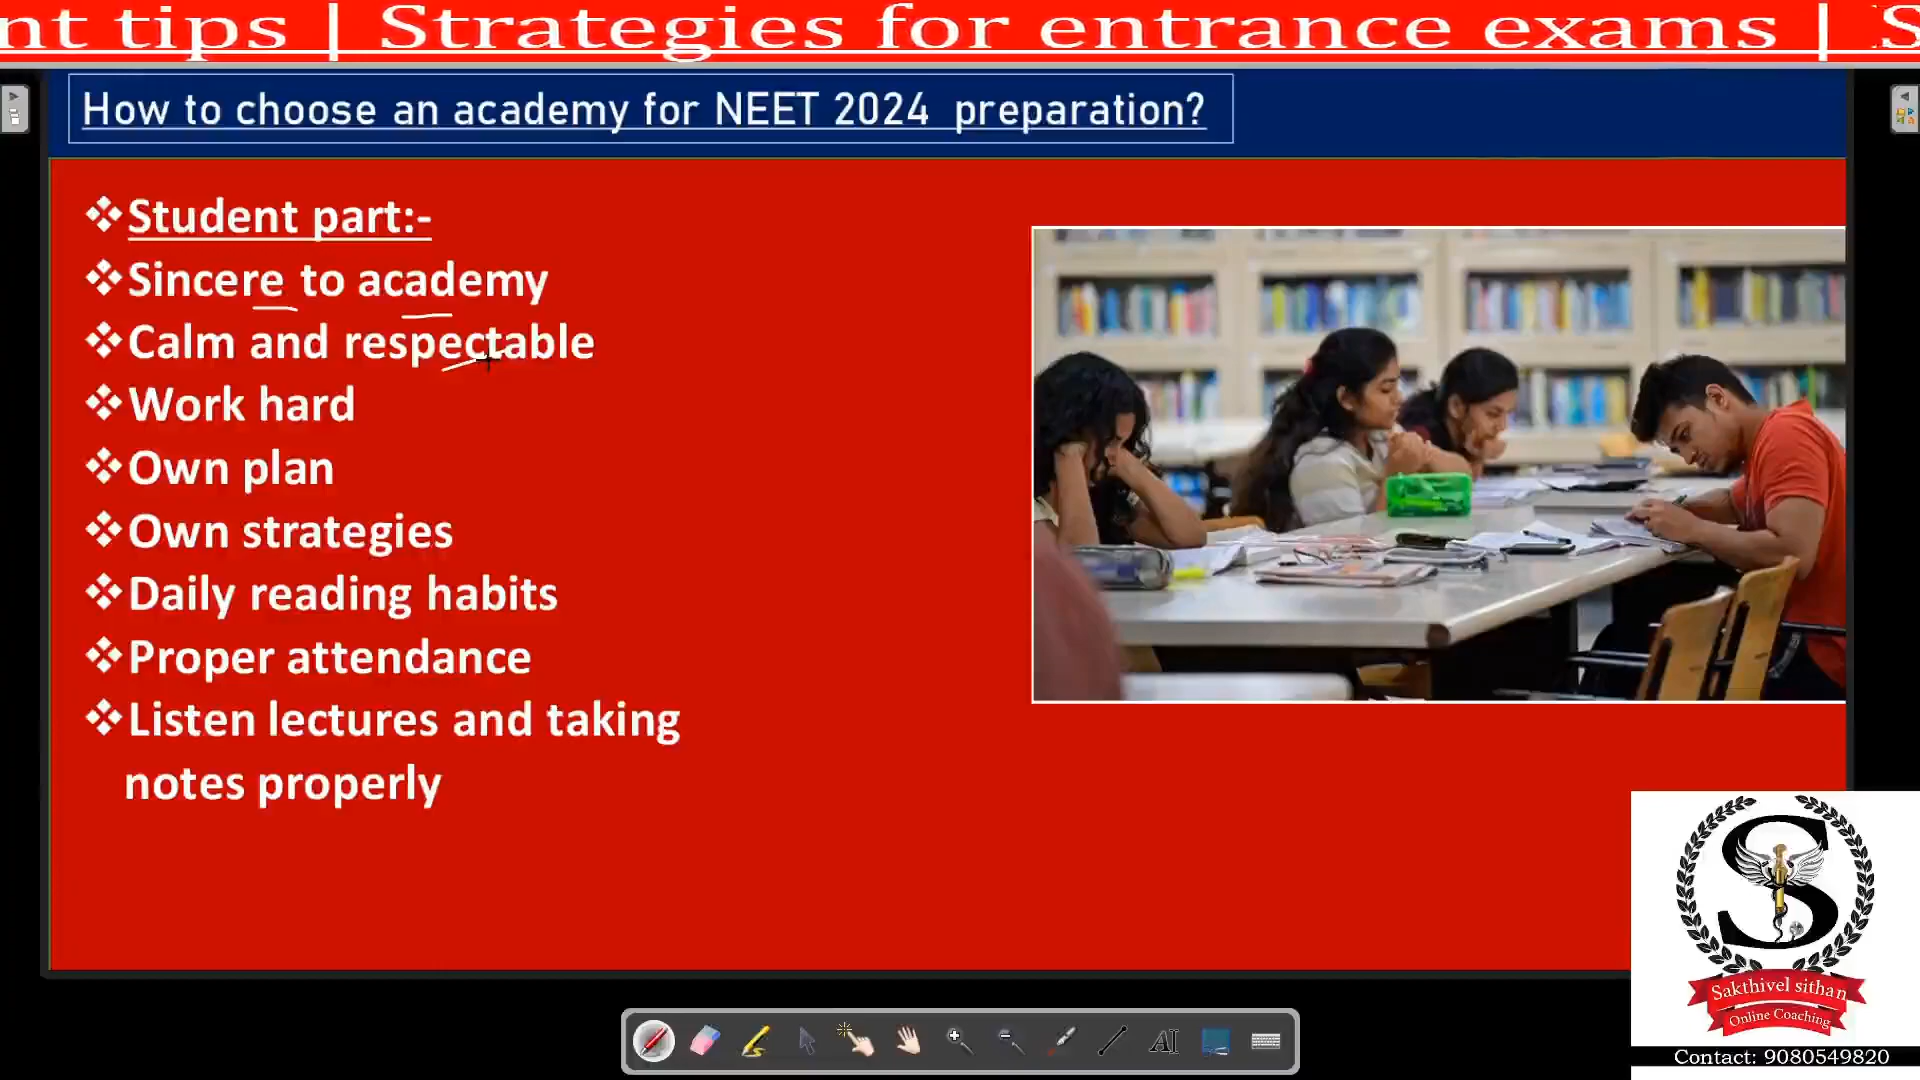 nt tips | Strategies for entrance exams | S
How to choose an academy for NEET 2024 preparation?
❖Student part:-
❖Sincere to academy
❖Calm and respectable
❖Work hard
❖Own plan
❖Own strategies
❖Daily reading habits
❖Proper attendance
❖Listen lectures and taking
notes properly
S
Sakthivel sithan
Online Coaching
Contact: 9080549820
AI